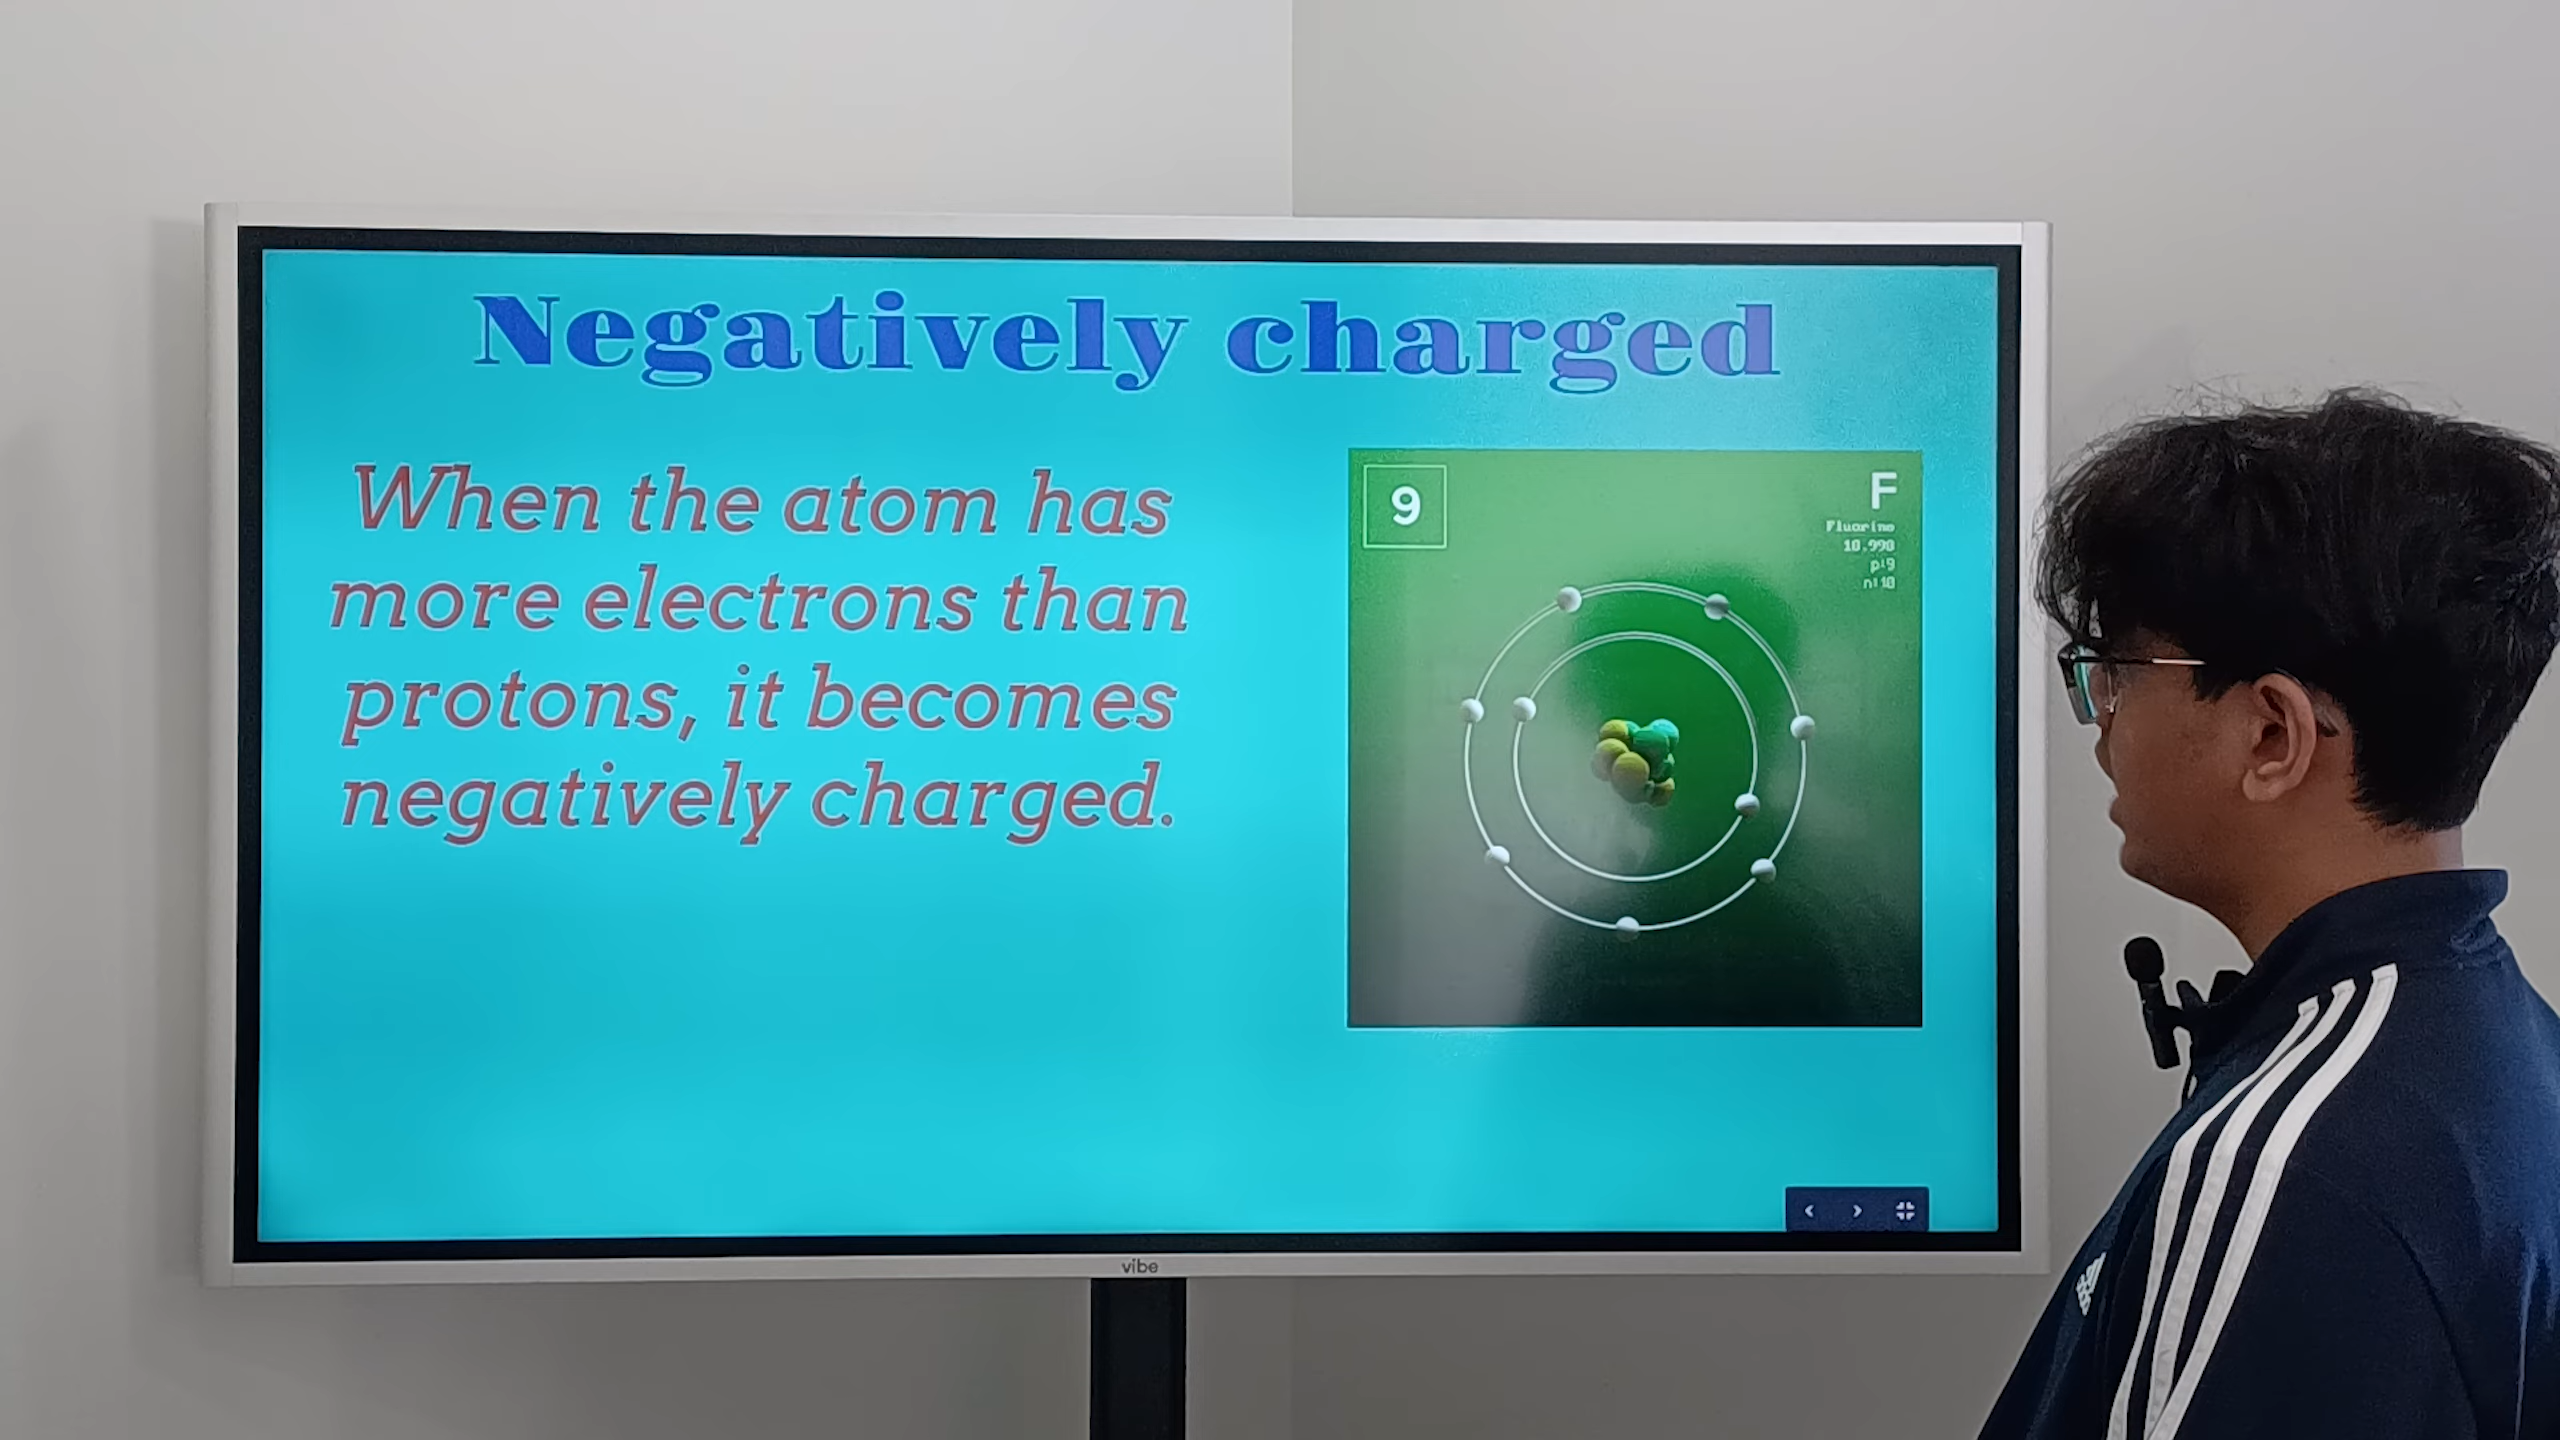 Negatively charged
When the atom has
more electrons than
protons, it becomes
negatively charged.
9
F
Fluorine
18,998
p:9
n:10
vibe